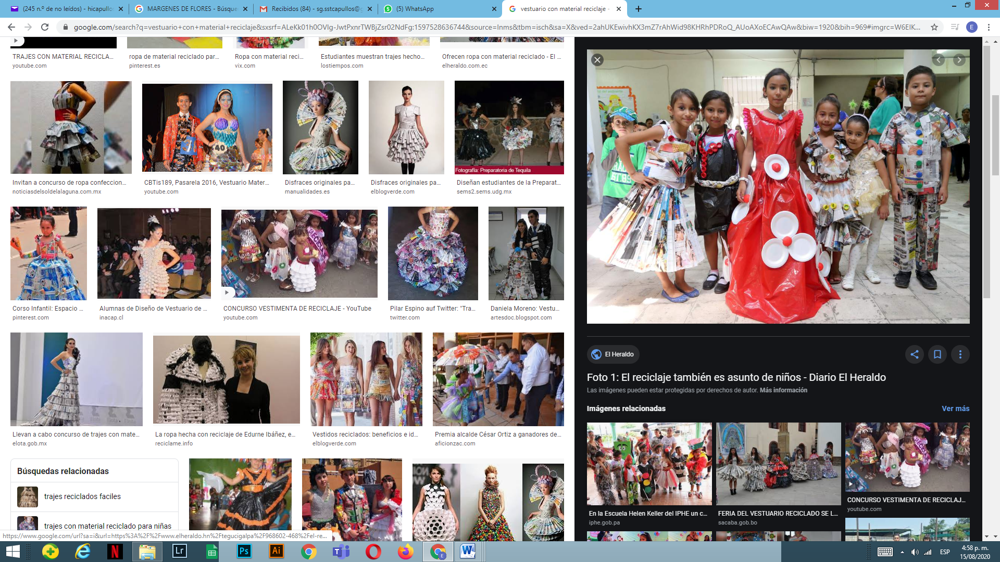 (245 n.º de no leídos) - hicapullos
MARGENES DE FLORES - Búsque
Recibidos (84) - sg.sstcapullos@g
(5) WhatsApp
vestuario con material reciclaje -
google.com/search?q=vestuario+con+material+reciclaje&sxsrf=ALeKk01h0OVIg-JwtPxnrTWBjZsr02NdFg:1597528636744&source=lnms&tbm=isch&sa=X&ved=2ahUKEwivhKX3mZ7rAhWid98KHRhPDRoQ_AUoAXoECAwQAw&biw=1920&bih=969#imgrc=W6EIK...
E
TRAJES CON MATERIAL RECICLA...
youtube.com
ropa de material reciclado par...
pinterest.es
Ropa con material reci...
vix.com
Estudiantes muestran trajes hecho...
lostiempos.com
Ofrecen ropa con material reciclado - El ...
elheraldo.com.ec
40
Fotografía: Preparatoria de Tequila
Invitan a concurso de ropa confeccion...
noticiasdelsoldelalaguna.com.mx
CBTis189, Pasarela 2016, Vestuario Mater...
youtube.com
Disfraces originales pa...
manualidades.es
Disfraces originales pa...
elblogverde.com
Diseñan estudiantes de la Preparat...
sems2.sems.udg.mx
Corso Infantil: Espacio ...
pinterest.com
Alumnas de Diseño de Vestuario de ...
inacap.cl
CONCURSO VESTIMENTA DE RECICLAJE - YouTube
youtube.com
Pilar Espino auf Twitter: "Tra...
twitter.com
Daniela Moreno: Vestu...
artesdoc.blogspot.com
Llevan a cabo concurso de trajes con mate...
elota.gob.mx
La ropa hecha con reciclaje de Edurne Ibáñez, e...
reciclame.info
Vestidos reciclados: beneficios e id...
elblogverde.com
Premia alcalde César Ortiz a ganadores de...
aficionzac.com
Búsquedas relacionadas
trajes reciclados faciles
trajes con material reciclado para niñas
https://www.google.com/url?sa=i&url=https%3A%2F%2Fwww.elheraldo.hn%2Ftegucigalpa%2F968602-468%2Fel-re...
El Heraldo
Foto 1: El reciclaje también es asunto de niños - Diario El Heraldo
Las imágenes pueden estar protegidas por derechos de autor. Más información
Imágenes relacionadas
Ver más
En la Escuela Helen Keller del IPHE un c...
iphe.gob.pa
FERIA DEL VESTUARIO RECICLADO SE L...
sacaba.gob.bo
CONCURSO VESTIMENTA DE RECICLAJ...
youtube.com
N
Lr
Ps
Ai
E
W
ESP
4:58 p. m.
15/08/2020